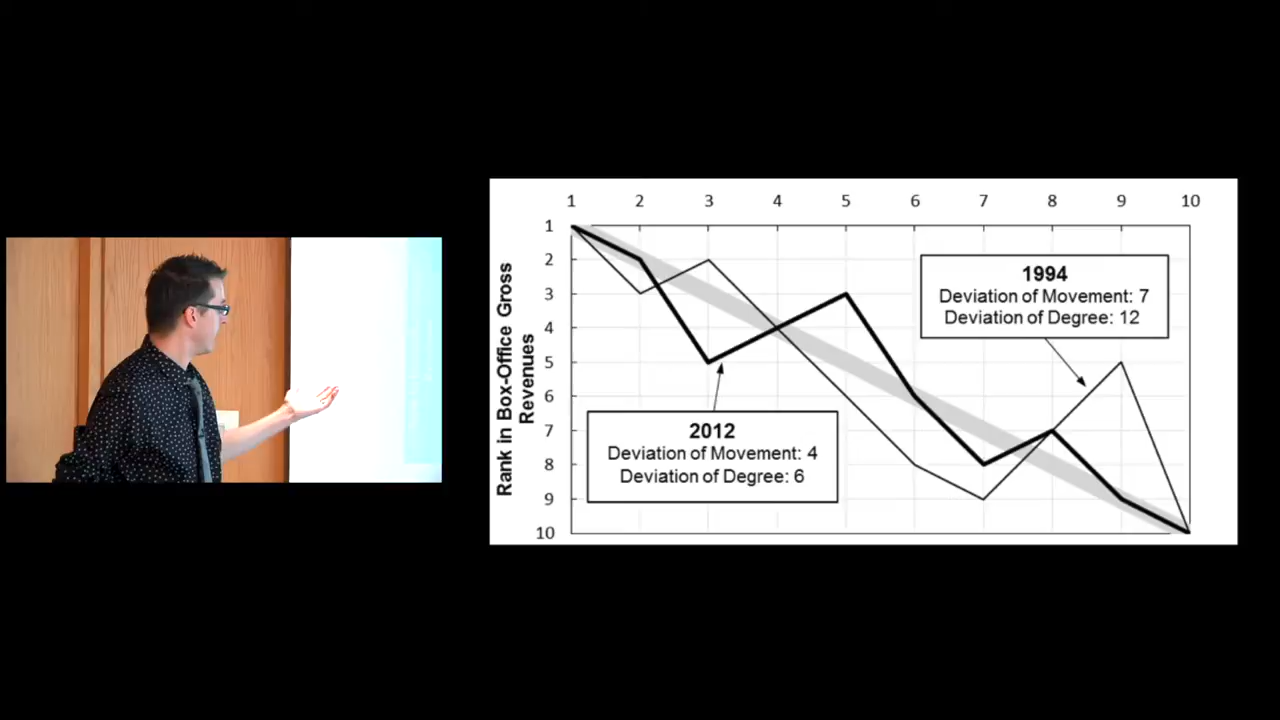 1 2 3 4 5 6 7 8 9 10
1
2
3
4
5
6
7
8
9
10
Rank in Box-Office Gross
Revenues
1994
Deviation of Movement: 7
Deviation of Degree: 12
2012
Deviation of Movement: 4
Deviation of Degree: 6